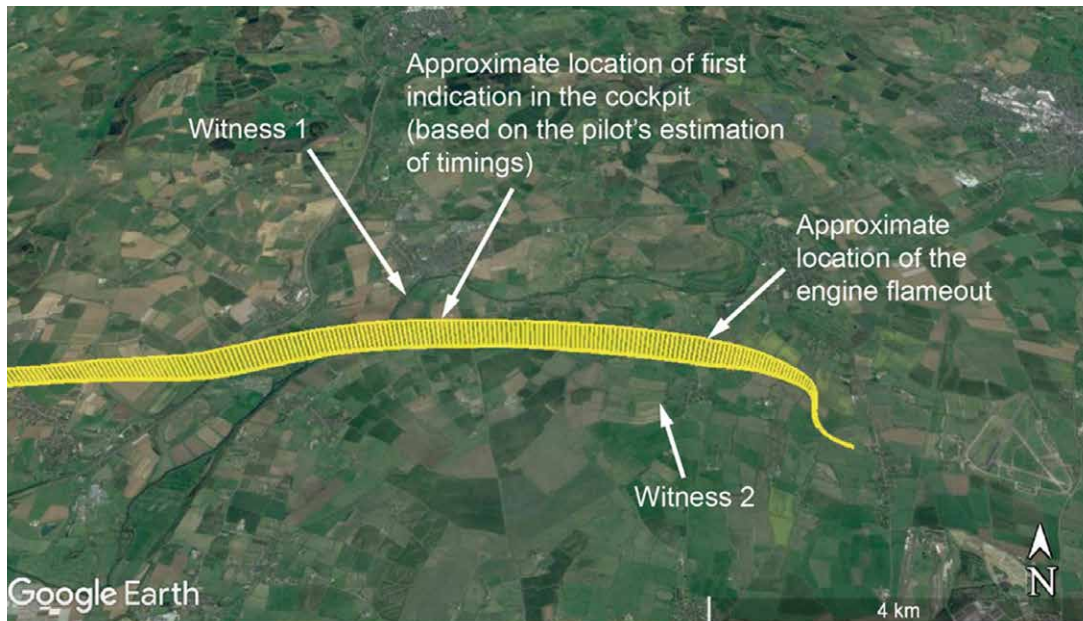 Approximate location of first
indication in the cockpit
(based on the pilot's estimation
of timings)
Witness 1
Approximate
location of the
engine flameout
Witness 2
N
Google Earth
4 km